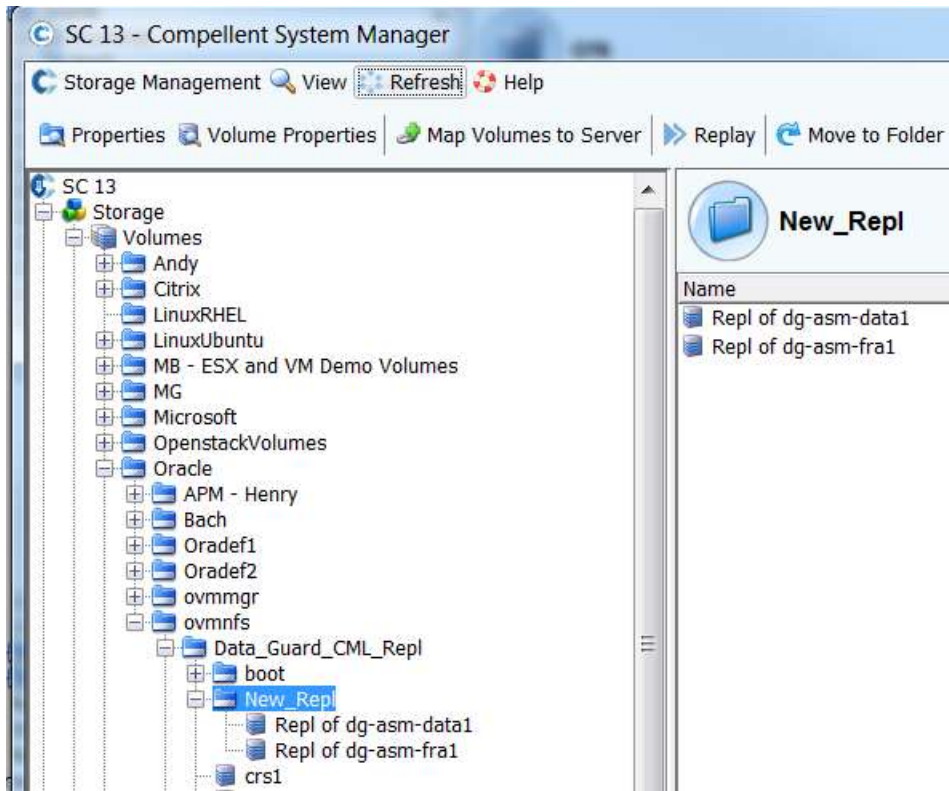 SC 13 - Compellent System Manager
Storage Management View Refresh Help
Properties Volume Properties Map Volumes to Server Replay Move to Folder
SC 13
Storage
Volumes
Andy
Citrix
LinuxRHEL
LinuxUbuntu
MB - ESX and VM Demo Volumes
MG
Microsoft
OpenstackVolumes
Oracle
APM - Henry
Bach
Oradef1
Oradef2
ovmmgr
ovmnfs
Data_Guard_CML_Repl
boot
New_Repl
Repl of dg-asm-data1
Repl of dg-asm-fra1
crs1
New_Repl
Name
Repl of dg-asm-data1
Repl of dg-asm-fra1